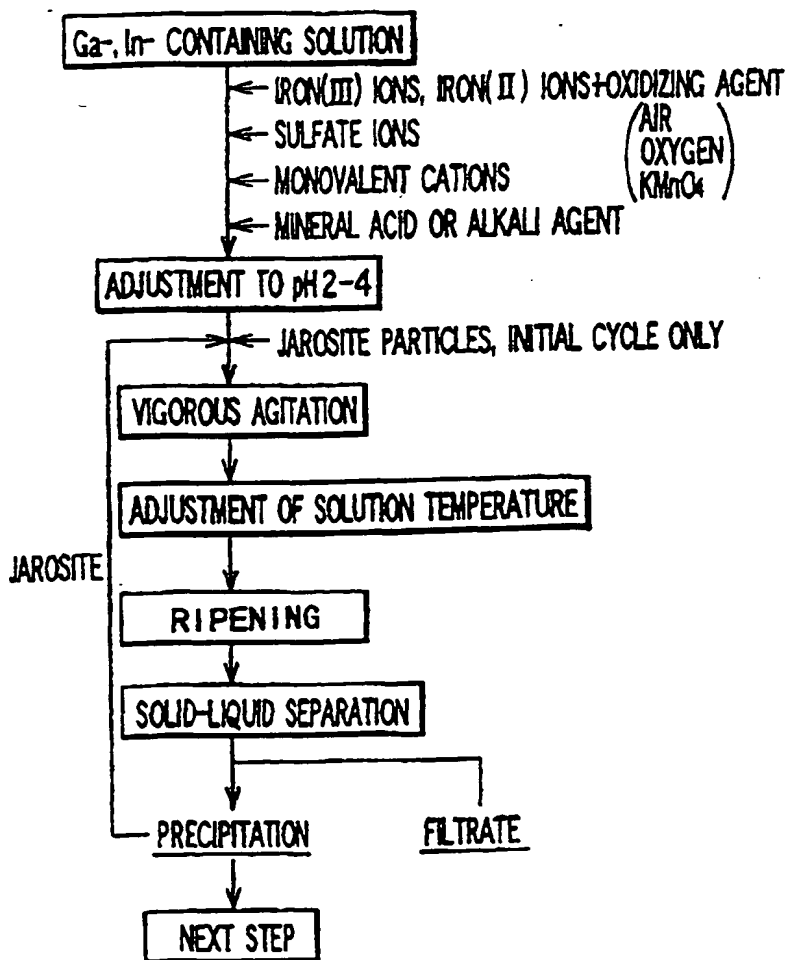 Ga-, In- CONTAINING SOLUTION
IRON(III) IONS, IRON(II) IONS+OXIDIZING AGENT
SULFATE IONS
(AIR
OXYGEN
KMnO4)
MONOVALENT CATIONS
MINERAL ACID OR ALKALI AGENT
ADJUSTMENT TO pH 2-4
JAROSITE PARTICLES, INITIAL CYCLE ONLY
VIGOROUS AGITATION
ADJUSTMENT OF SOLUTION TEMPERATURE
JAROSITE
RIPENING
SOLID-LIQUID SEPARATION
PRECIPITATION
FILTRATE
NEXT STEP